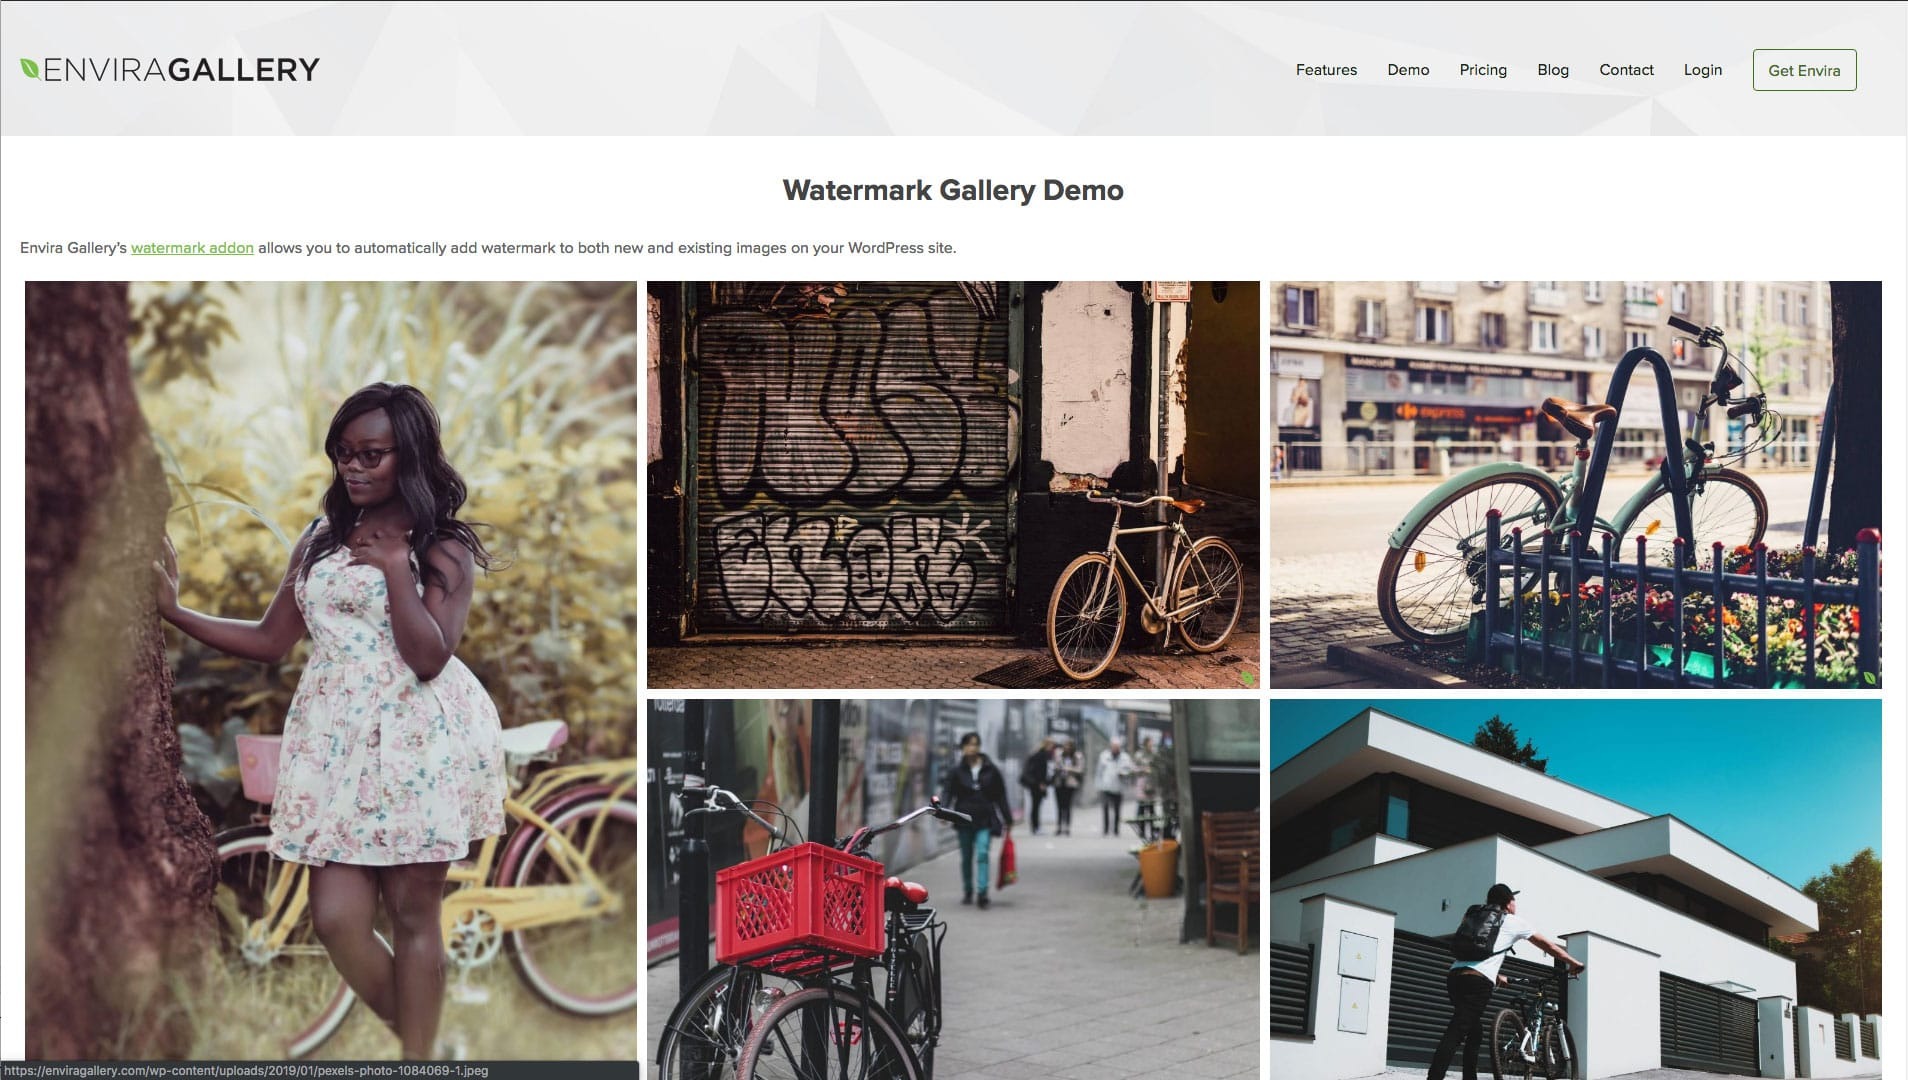 ENVIRAGALLERY
Features Demo Pricing Blog Contact Login Get Envira
Watermark Gallery Demo
Envira Gallery’s watermark addon allows you to automatically add watermark to both new and existing images on your WordPress site.
express
https://enviragallery.com/wp-content/uploads/2019/01/pexels-photo-1084069-1.jpeg